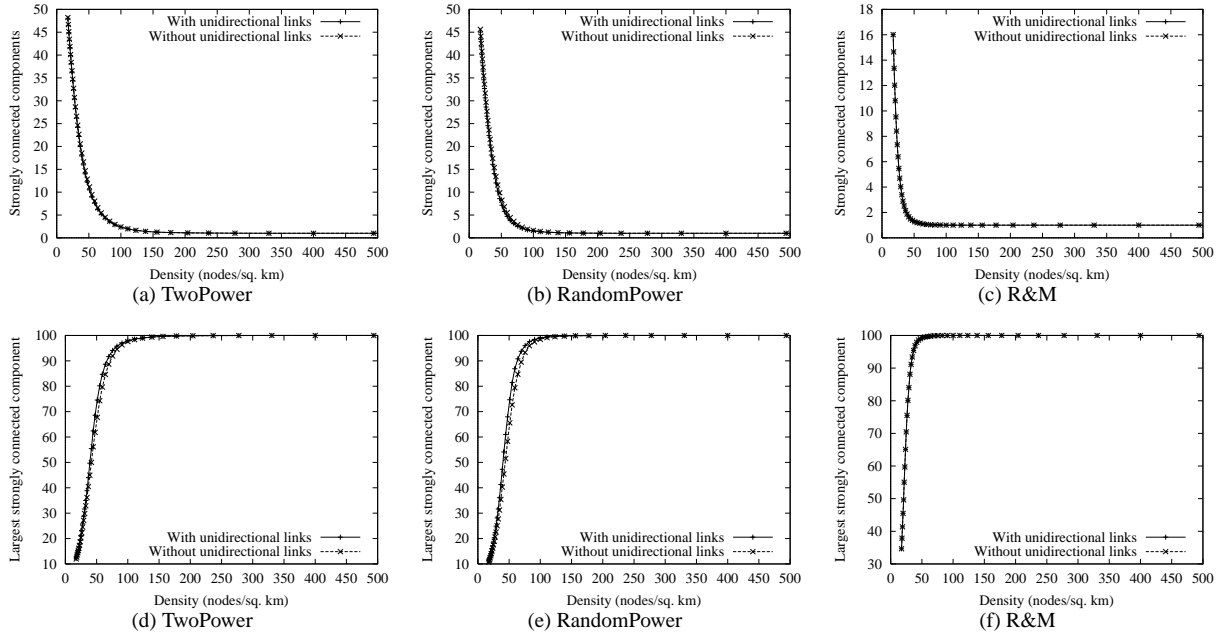 50
45
40
35
30
25
20
15
10
5
0
Strongly connected components
With unidirectional links
Without unidirectional links
0 50 100 150 200 250 300 350 400 450 500
Density (nodes/sq. km)
(a) TwoPower
50
45
40
35
30
25
20
15
10
5
0
Strongly connected components
With unidirectional links
Without unidirectional links
0 50 100 150 200 250 300 350 400 450 500
Density (nodes/sq. km)
(b) RandomPower
18
16
14
12
10
8
6
4
2
0
Strongly connected components
With unidirectional links
Without unidirectional links
0 50 100 150 200 250 300 350 400 450 500
Density (nodes/sq. km)
(c) R&M
100
90
80
70
60
50
40
30
20
10
Largest strongly connected component
With unidirectional links
Without unidirectional links
0 50 100 150 200 250 300 350 400 450 500
Density (nodes/sq. km)
(d) TwoPower
100
90
80
70
60
50
40
30
20
10
Largest strongly connected component
With unidirectional links
Without unidirectional links
0 50 100 150 200 250 300 350 400 450 500
Density (nodes/sq. km)
(e) RandomPower
100
90
80
70
60
50
40
30
Largest strongly connected component
With unidirectional links
Without unidirectional links
0 50 100 150 200 250 300 350 400 450 500
Density (nodes/sq. km)
(f) R&M